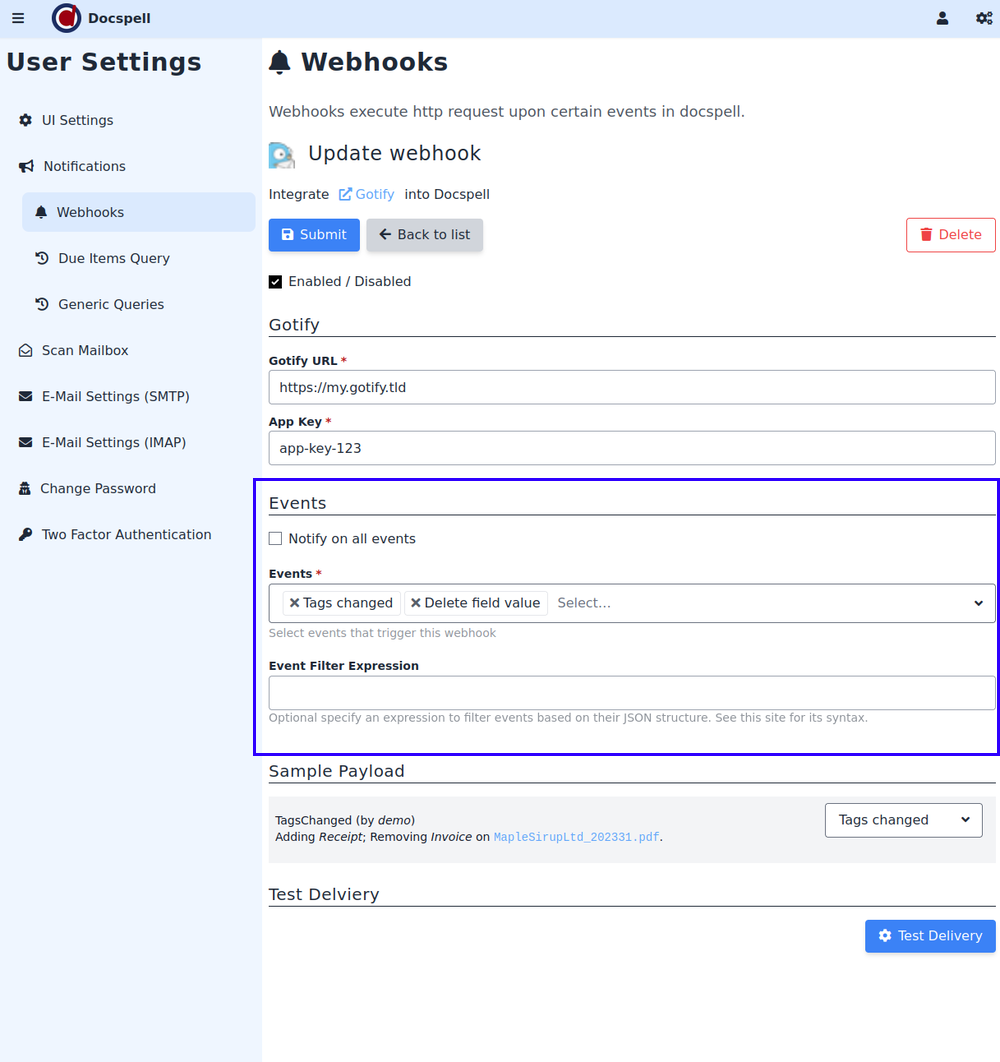 Docspell
User Settings
UI Settings
Notifications
Webhooks
Due Items Query
Generic Queries
Scan Mailbox
E-Mail Settings (SMTP)
E-Mail Settings (IMAP)
Change Password
Two Factor Authentication
Webhooks
Webhooks execute http request upon certain events in docspell.
Update webhook
Integrate Gotify into Docspell
Submit Back to list Delete
Enabled / Disabled
Gotify
Gotify URL *
https://my.gotify.tld
App Key *
app-key-123
Events
Notify on all events
Events *
Tags changed Delete field value Select...
Select events that trigger this webhook
Event Filter Expression
Optional specify an expression to filter events based on their JSON structure. See this site for its syntax.
Sample Payload
TagsChanged (by demo)
Adding Receipt; Removing Invoice on MapleSirupLtd_202331.pdf.
Tags changed
Test Delviery
Test Delivery